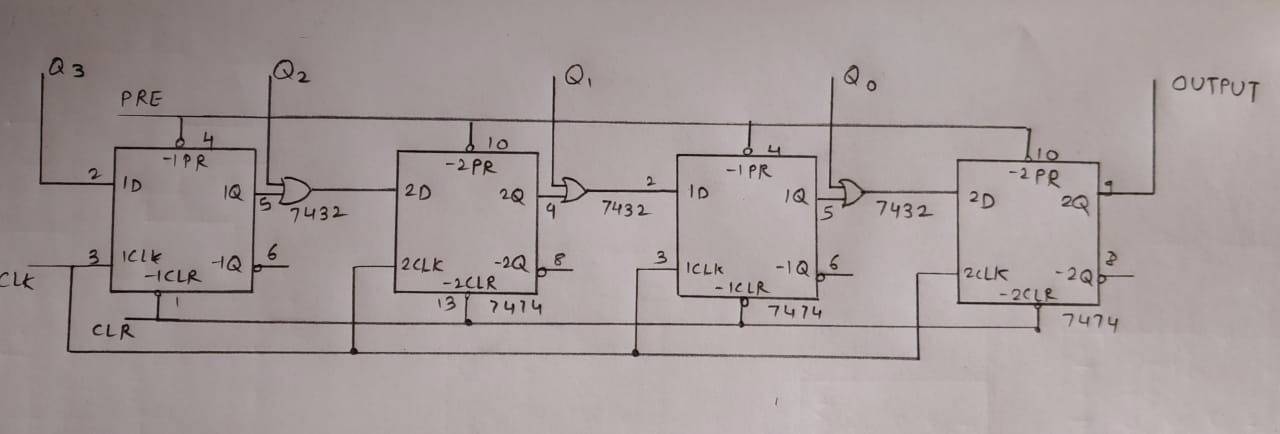 Q3 Q2 Q1 Q0 OUTPUT
PRE
4 10 4 10
-1PR -2PR -1PR -2PR
2 1D 1Q 5 7432 2D 2Q 9 7432 2 1D 1Q 5 7432 2D 2Q 9
CLK 3 1CLK -1Q 6 2CLK -2Q 8 3 1CLK -1Q 6 2CLK -2Q 8
-1CLR -2CLR -1CLR -2CLR
1 13 7474 7474 7474
CLR